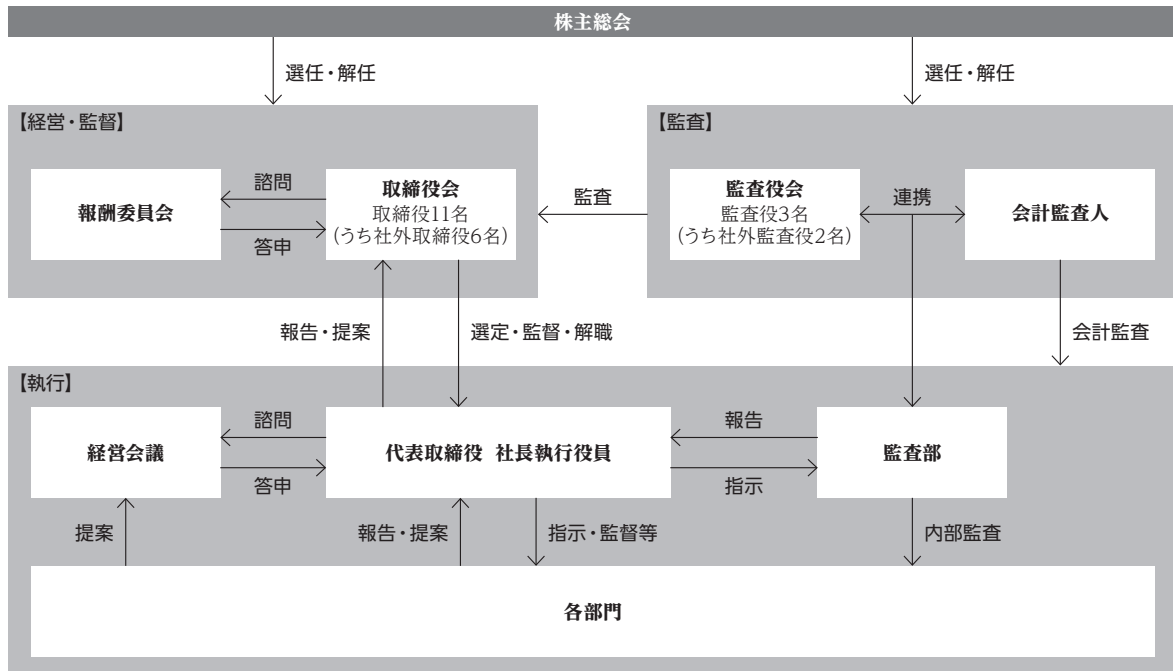 株主総会
選任・解任
選任・解任
【経営・監督】
【監査】
報酬委員会
諮問
答申
取締役会
取締役11名
(うち社外取締役6名)
監査
監査役会
監査役3名
(うち社外監査役2名)
連携
会計監査人
報告・提案
選定・監督・解職
会計監査
【執行】
経営会議
諮問
答申
代表取締役 社長執行役員
報告
指示
監査部
提案
報告・提案
指示・監督等
内部監査
各部門